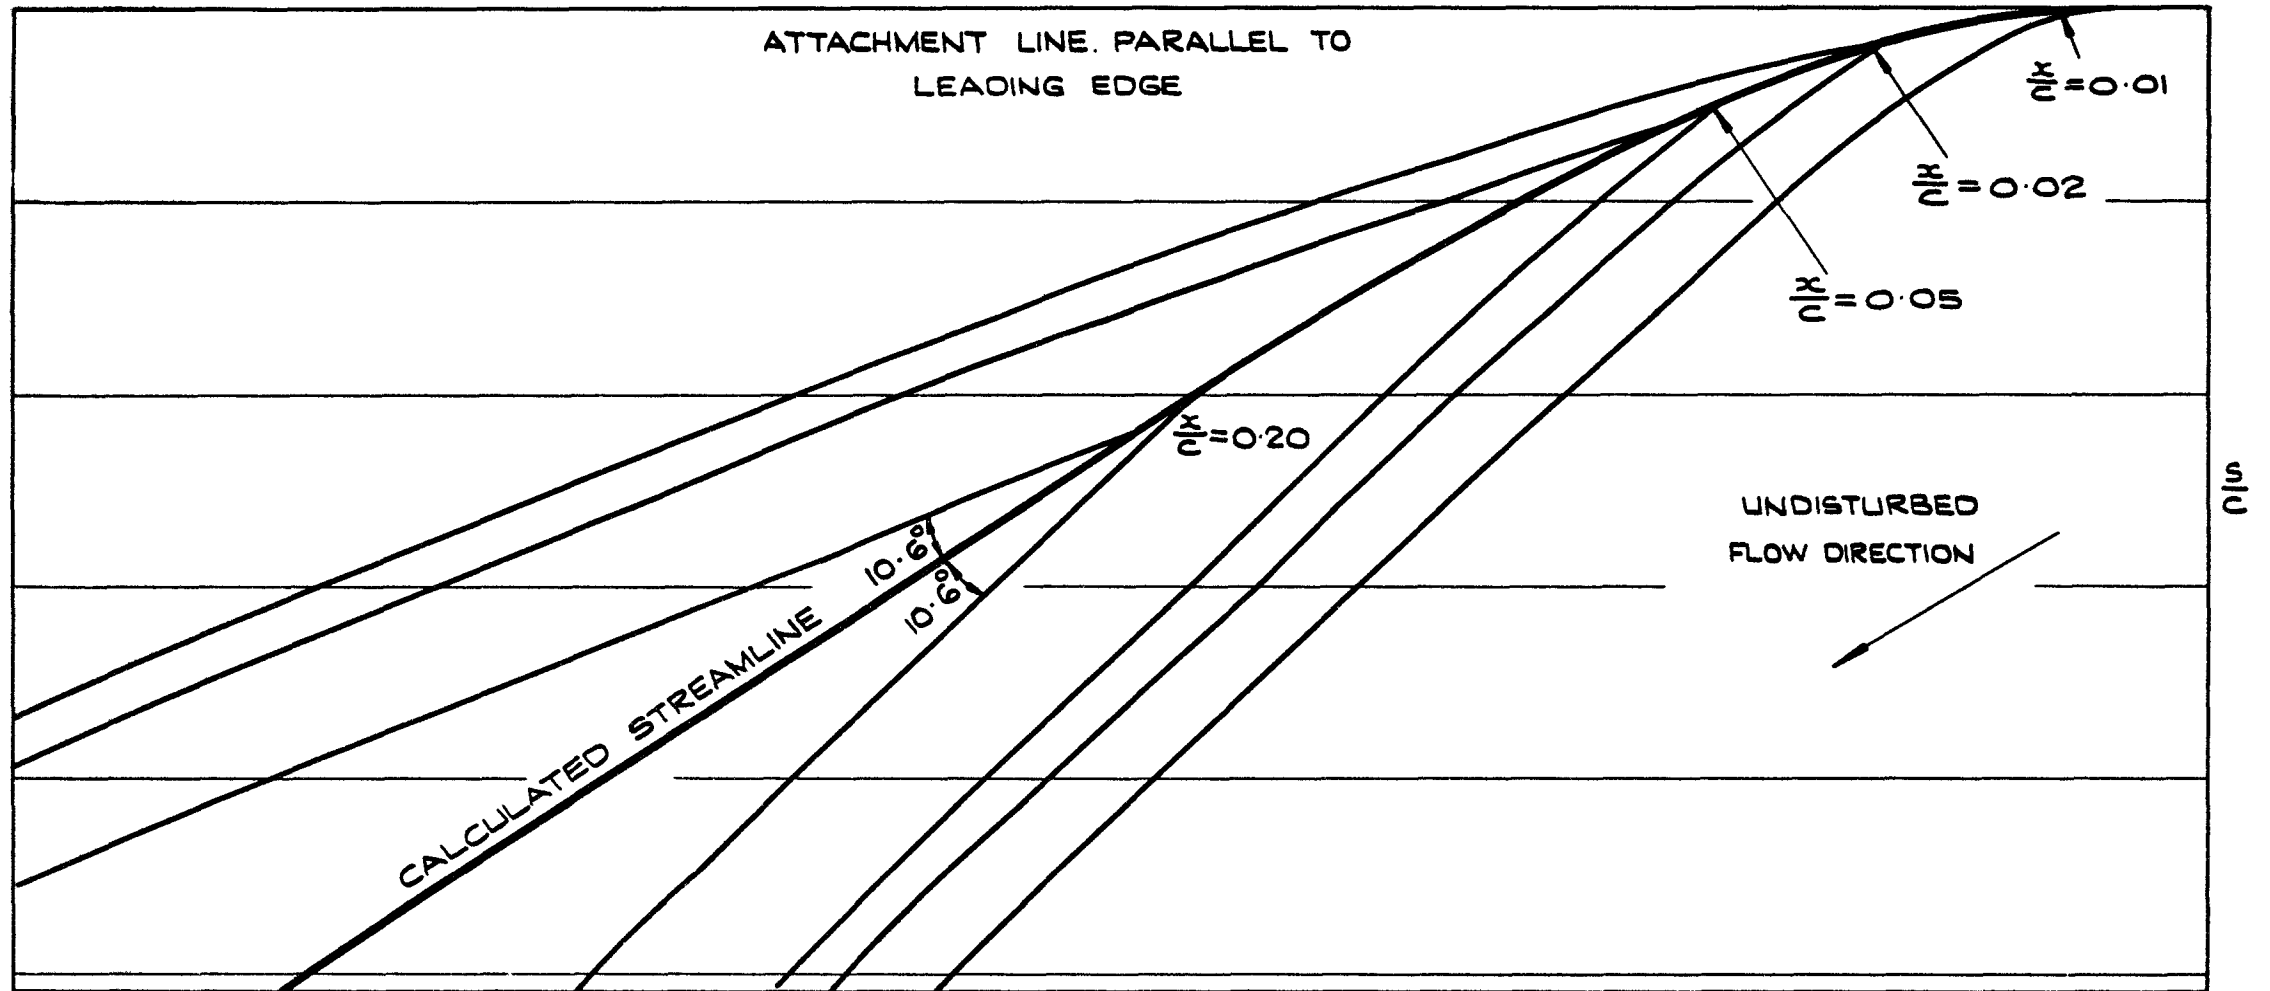 ATTACHMENT LINE. PARALLEL TO
LEADING EDGE
x/c = 0·01
x/c = 0·02
x/c = 0·05
x/c = 0·20
s/c
UNDISTURBED
FLOW DIRECTION
10·6°
10·6°
CALCULATED STREAMLINE